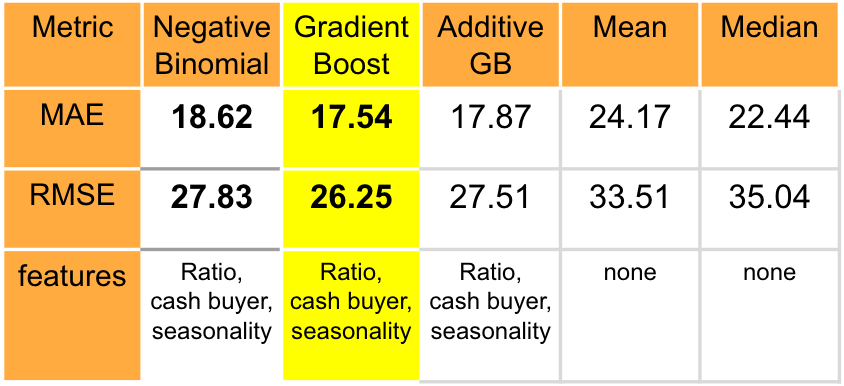 Metric Negative Binomial Gradient Boost Additive GB Mean Median
MAE 18.62 17.54 17.87 24.17 22.44
RMSE 27.83 26.25 27.51 33.51 35.04
features Ratio, cash buyer, seasonality Ratio, cash buyer, seasonality Ratio, cash buyer, seasonality none none